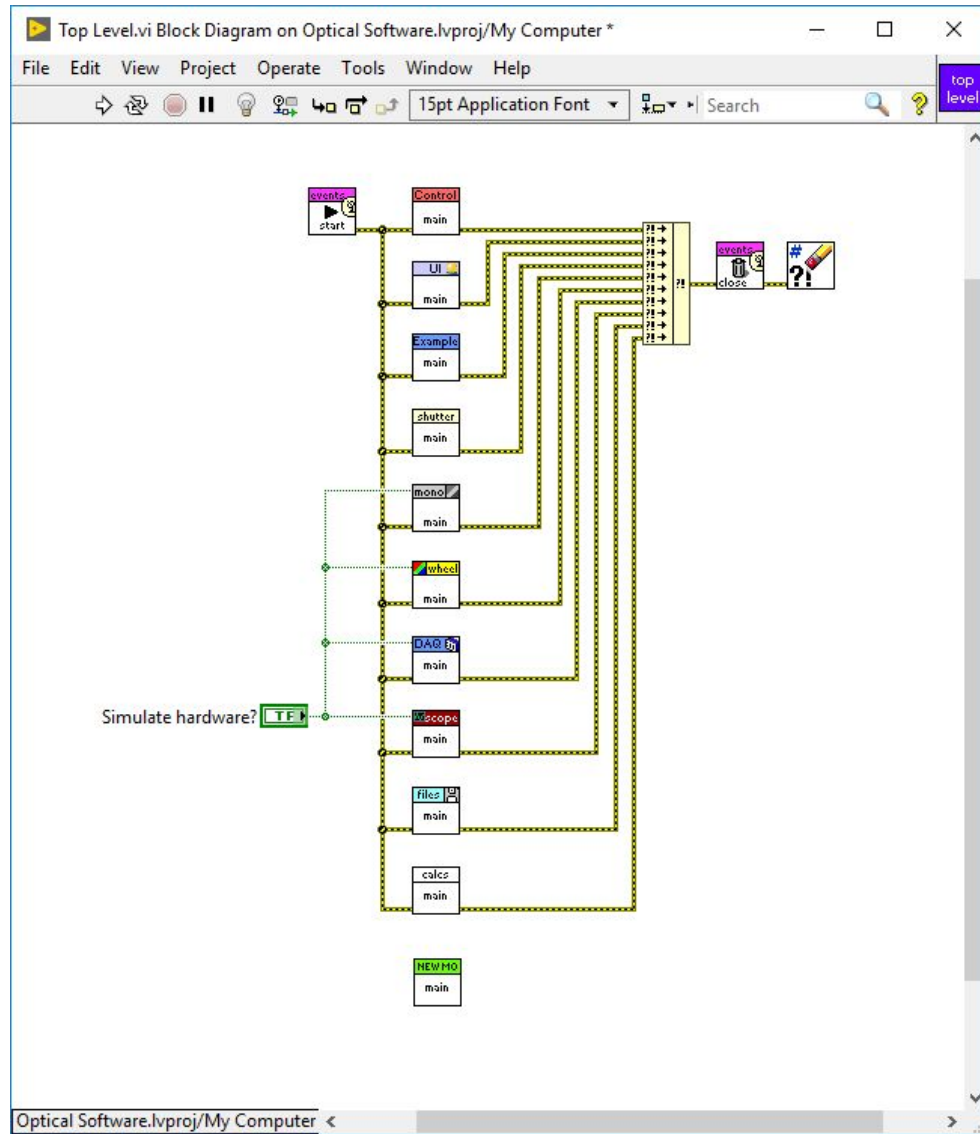 Top Level.vi Block Diagram on Optical Software.lvproj/My Computer *
File Edit View Project Operate Tools Window Help
15pt Application Font
Search
top
level
events
start
Control
main
?!
events
close
#
?!
UI
main
Example
main
shutter
main
mono
main
wheel
main
DAQ
main
Simulate hardware? TF
scope
main
files
main
calcs
main
NEW MO
main
Optical Software.lvproj/My Computer